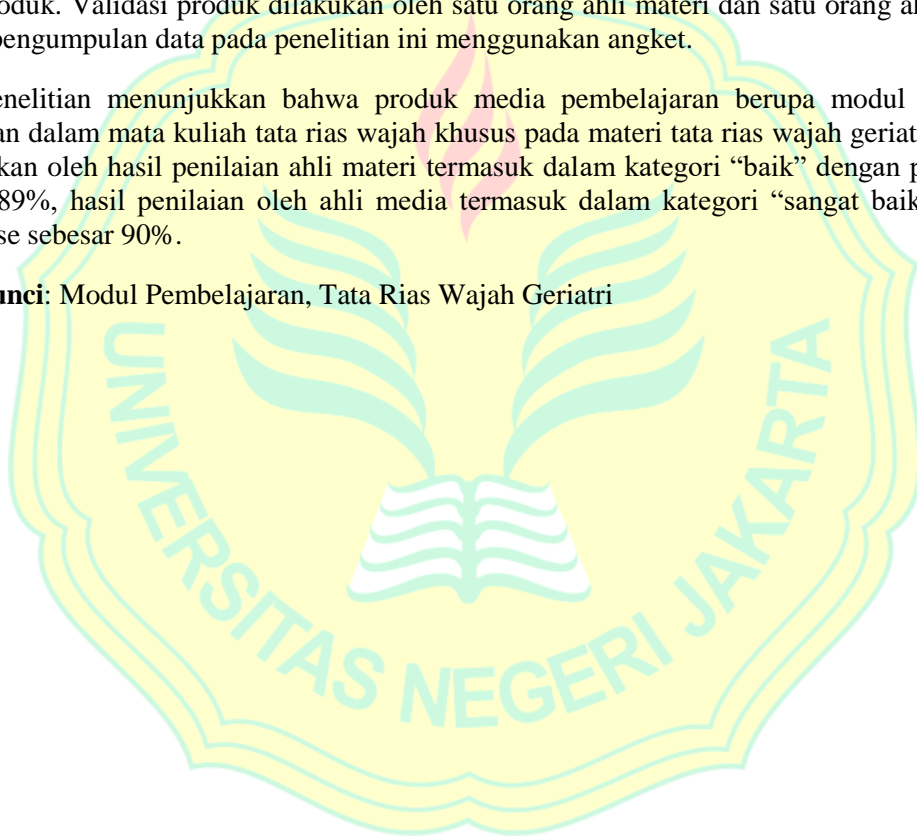 oduk. Validasi produk dilakukan oleh satu orang ahli materi dan satu orang al
pengumpulan data pada penelitian ini menggunakan angket.
enelitian menunjukkan bahwa produk media pembelajaran berupa modul
an dalam mata kuliah tata rias wajah khusus pada materi tata rias wajah geriat
kan oleh hasil penilaian ahli materi termasuk dalam kategori “baik” dengan p
89%, hasil penilaian oleh ahli media termasuk dalam kategori “sangat baik
se sebesar 90%.
unci: Modul Pembelajaran, Tata Rias Wajah Geriatri
UNIVERSITAS NEGERI JAKARTA